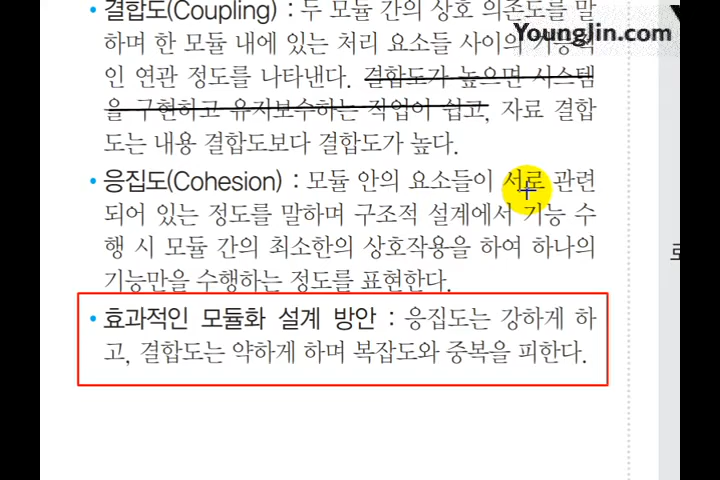 • 결합도(Coupling) : 두 모듈 간의 상호 의존도를 말
하며 한 모듈 내에 있는 처리 요소들 사이의 기능적
인 연관 정도를 나타낸다. 결합도가 높으면 시스템
을 구현하고 유지보수하는 작업이 쉽고, 자료 결합
도는 내용 결합도보다 결합도가 높다.
• 응집도(Cohesion) : 모듈 안의 요소들이 서로 관련
되어 있는 정도를 말하며 구조적 설계에서 기능 수
행 시 모듈 간의 최소한의 상호작용을 하여 하나의
기능만을 수행하는 정도를 표현한다.
• 효과적인 모듈화 설계 방안 : 응집도는 강하게 하
고, 결합도는 약하게 하며 복잡도와 중복을 피한다.
YoungJin.com